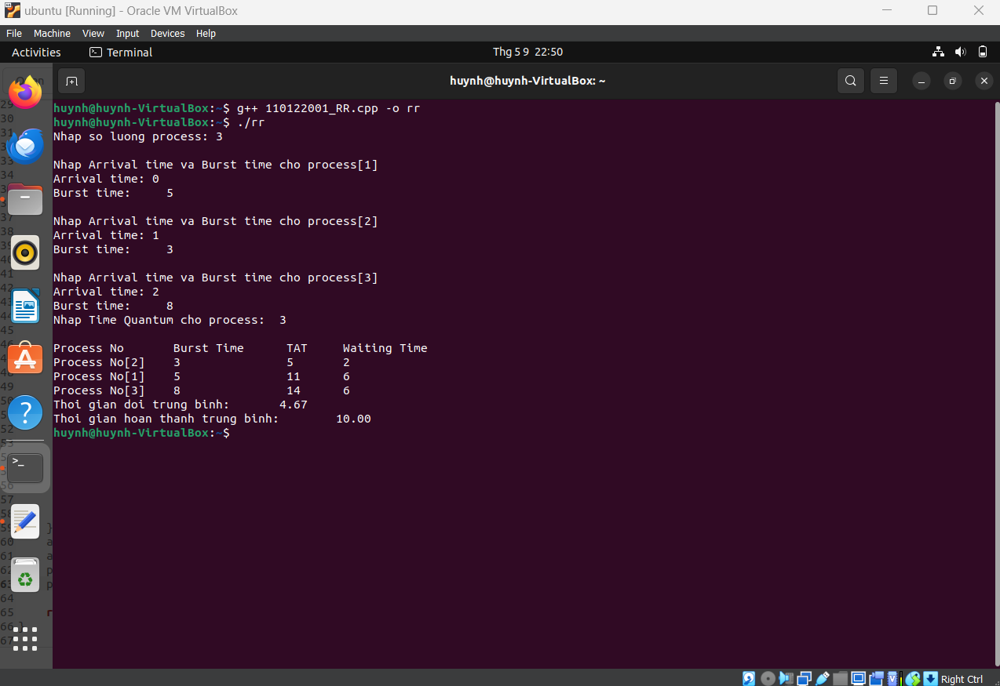 ubuntu [Running] - Oracle VM VirtualBox
File Machine View Input Devices Help
Activities Terminal Thg 5 9 22:50
huynh@huynh-VirtualBox: ~
huynh@huynh-VirtualBox:~$ g++ 110122001_RR.cpp -o rr
huynh@huynh-VirtualBox:~$ ./rr
Nhap so luong process: 3
Nhap Arrival time va Burst time cho process[1]
Arrival time: 0
Burst time: 5
Nhap Arrival time va Burst time cho process[2]
Arrival time: 1
Burst time: 3
Nhap Arrival time va Burst time cho process[3]
Arrival time: 2
Burst time: 8
Nhap Time Quantum cho process: 3
Process No Burst Time TAT Waiting Time
Process No[2] 3 5 2
Process No[1] 5 11 6
Process No[3] 8 14 6
Thoi gian doi trung binh: 4.67
Thoi gian hoan thanh trung binh: 10.00
huynh@huynh-VirtualBox:~$
Right Ctrl